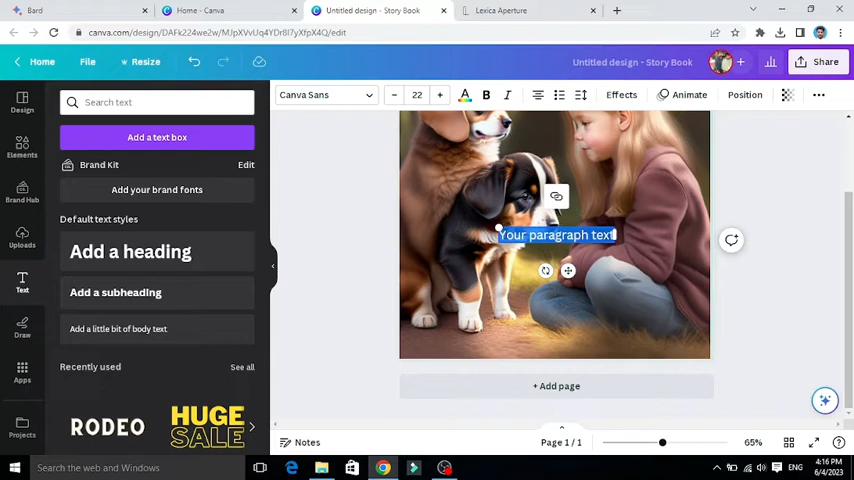 Bard
Home - Canva
Untitled design - Story Book
Lexica Aperture
canva.com/design/DAFk224we2w/MJpXVvUq4YDr8I7yfXpX4Q/edit
Home
File
Resize
Untitled design - Story Book
Share
Design
Elements
Brand Hub
Uploads
Text
Draw
Apps
Projects
Search text
Add a text box
Brand Kit
Edit
Add your brand fonts
Default text styles
Add a heading
Add a subheading
Add a little bit of body text
Recently used
See all
RODEO
HUGE
SALE
Canva Sans
22
A
B
I
Effects
Animate
Position
Your paragraph text
+ Add page
Notes
Page 1 / 1
65%
Search the web and Windows
ENG
4:16 PM
6/4/2023